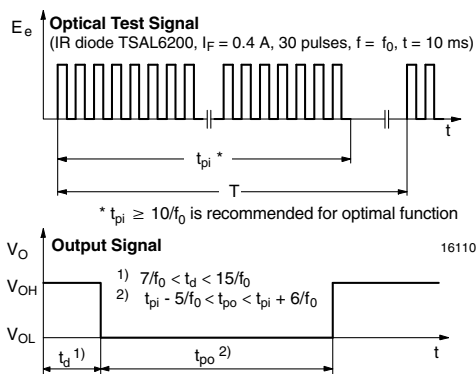 E_e
Optical Test Signal
(IR diode TSAL6200, I_F = 0.4 A, 30 pulses, f = f_0, t = 10 ms)
t
t_pi *
T
* t_pi ≥ 10/f_0 is recommended for optimal function
V_O
Output Signal
16110
V_OH
1) 7/f_0 < t_d < 15/f_0
2) t_pi - 5/f_0 < t_po < t_pi + 6/f_0
V_OL
t_d 1)
t_po 2)
t